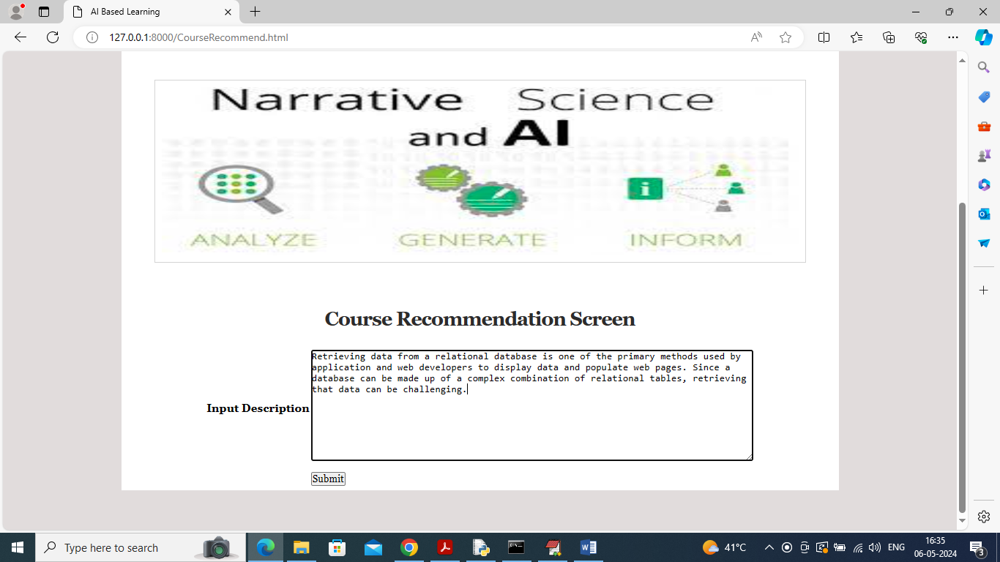 AI Based Learning
127.0.0.1:8000/CourseRecommend.html
Narrative Science
and AI
ANALYZE GENERATE INFORM
Course Recommendation Screen
Input Description
Retrieving data from a relational database is one of the primary methods used by
application and web developers to display data and populate web pages. Since a
database can be made up of a complex combination of relational tables, retrieving
that data can be challenging.
Submit
Type here to search
41°C
ENG
16:35
06-05-2024
3